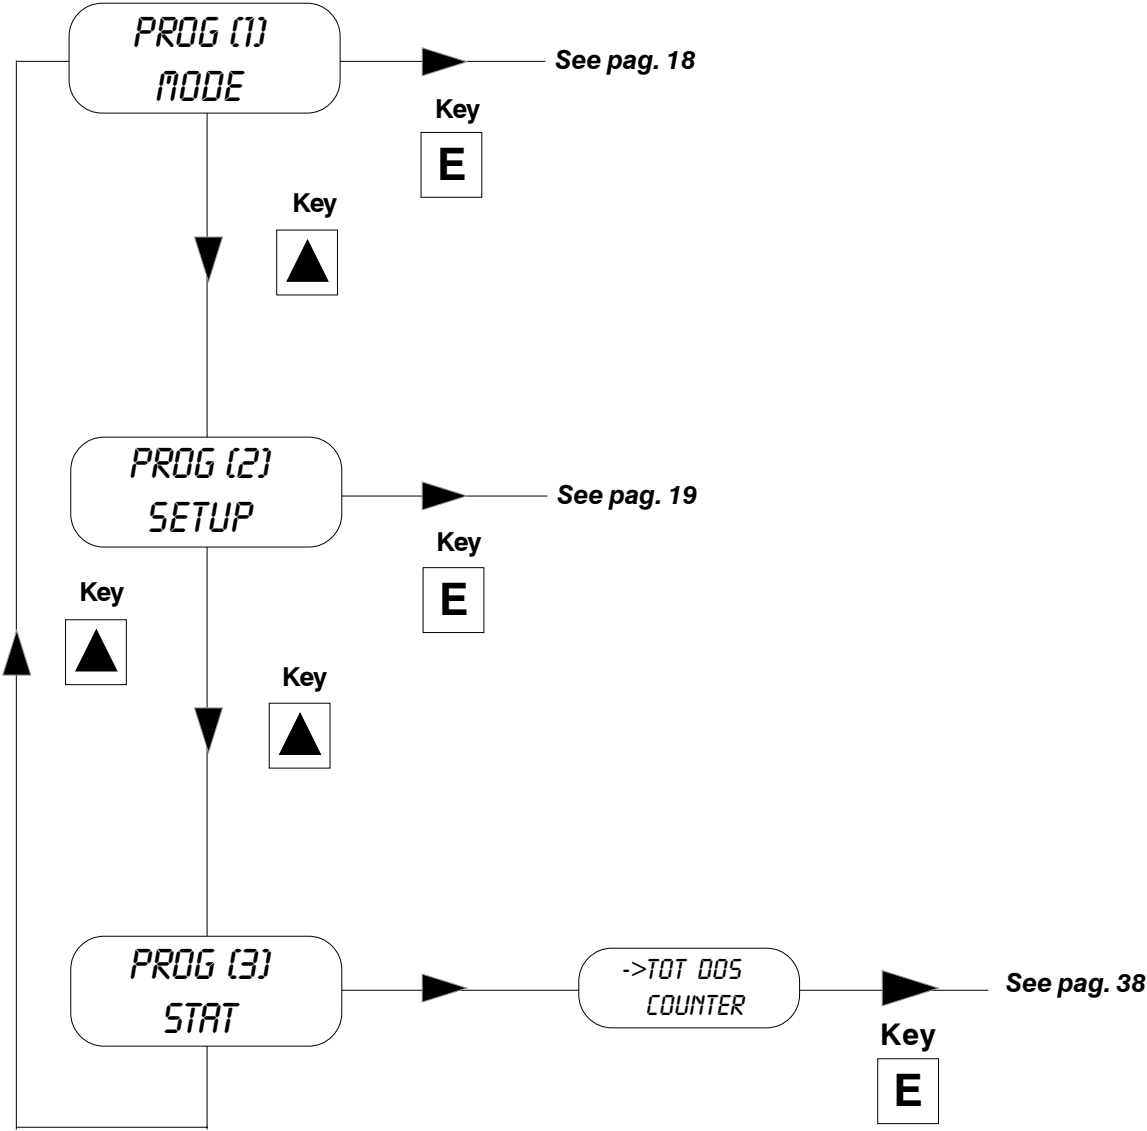 PROG (1)
MODE
See pag. 18
Key
E
Key
PROG (2)
SETUP
See pag. 19
Key
E
Key
Key
PROG (3)
STAT
->TOT DOS
COUNTER
See pag. 38
Key
E